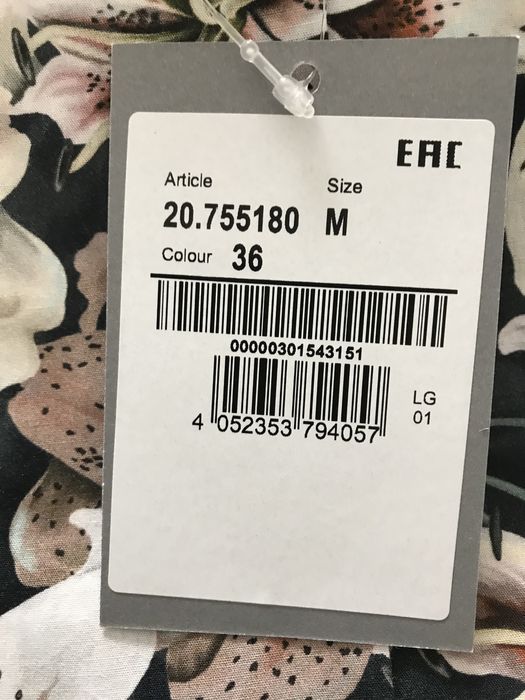 EAC
Article Size
20.755180 M
Colour 36
00000301543151
LG
01
4 052353 794057